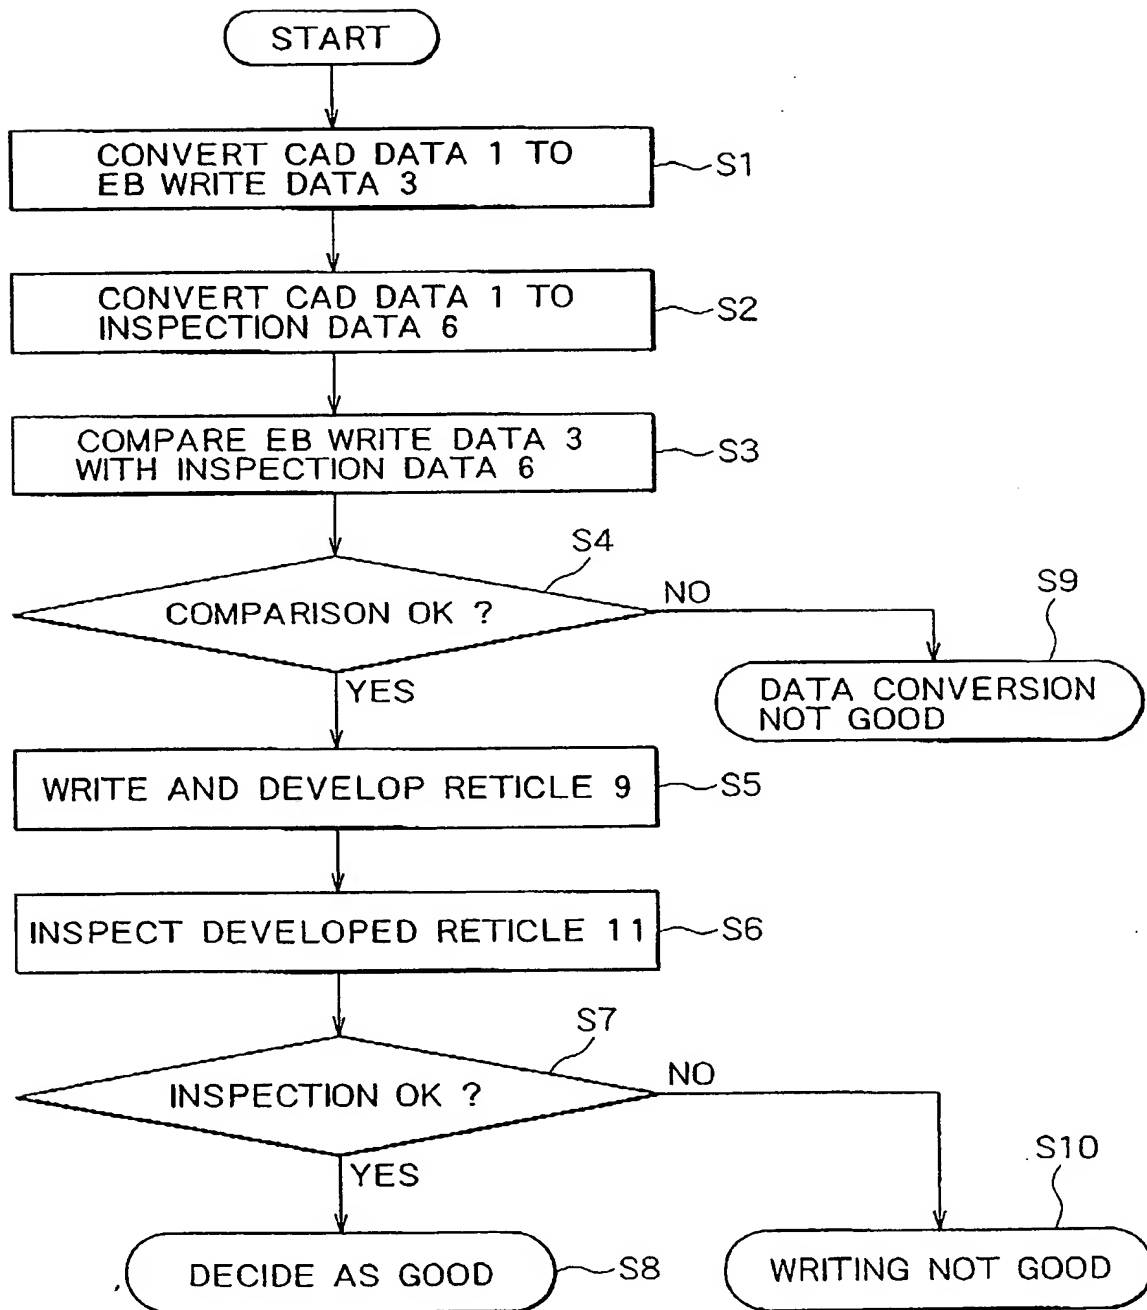 START
CONVERT CAD DATA 1 TO
EB WRITE DATA 3
S1
CONVERT CAD DATA 1 TO
INSPECTION DATA 6
S2
COMPARE EB WRITE DATA 3
WITH INSPECTION DATA 6
S3
S4
COMPARISON OK ?
NO
S9
YES
DATA CONVERSION
NOT GOOD
WRITE AND DEVELOP RETICLE 9
S5
INSPECT DEVELOPED RETICLE 11
S6
S7
INSPECTION OK ?
NO
YES
S10
DECIDE AS GOOD
S8
WRITING NOT GOOD